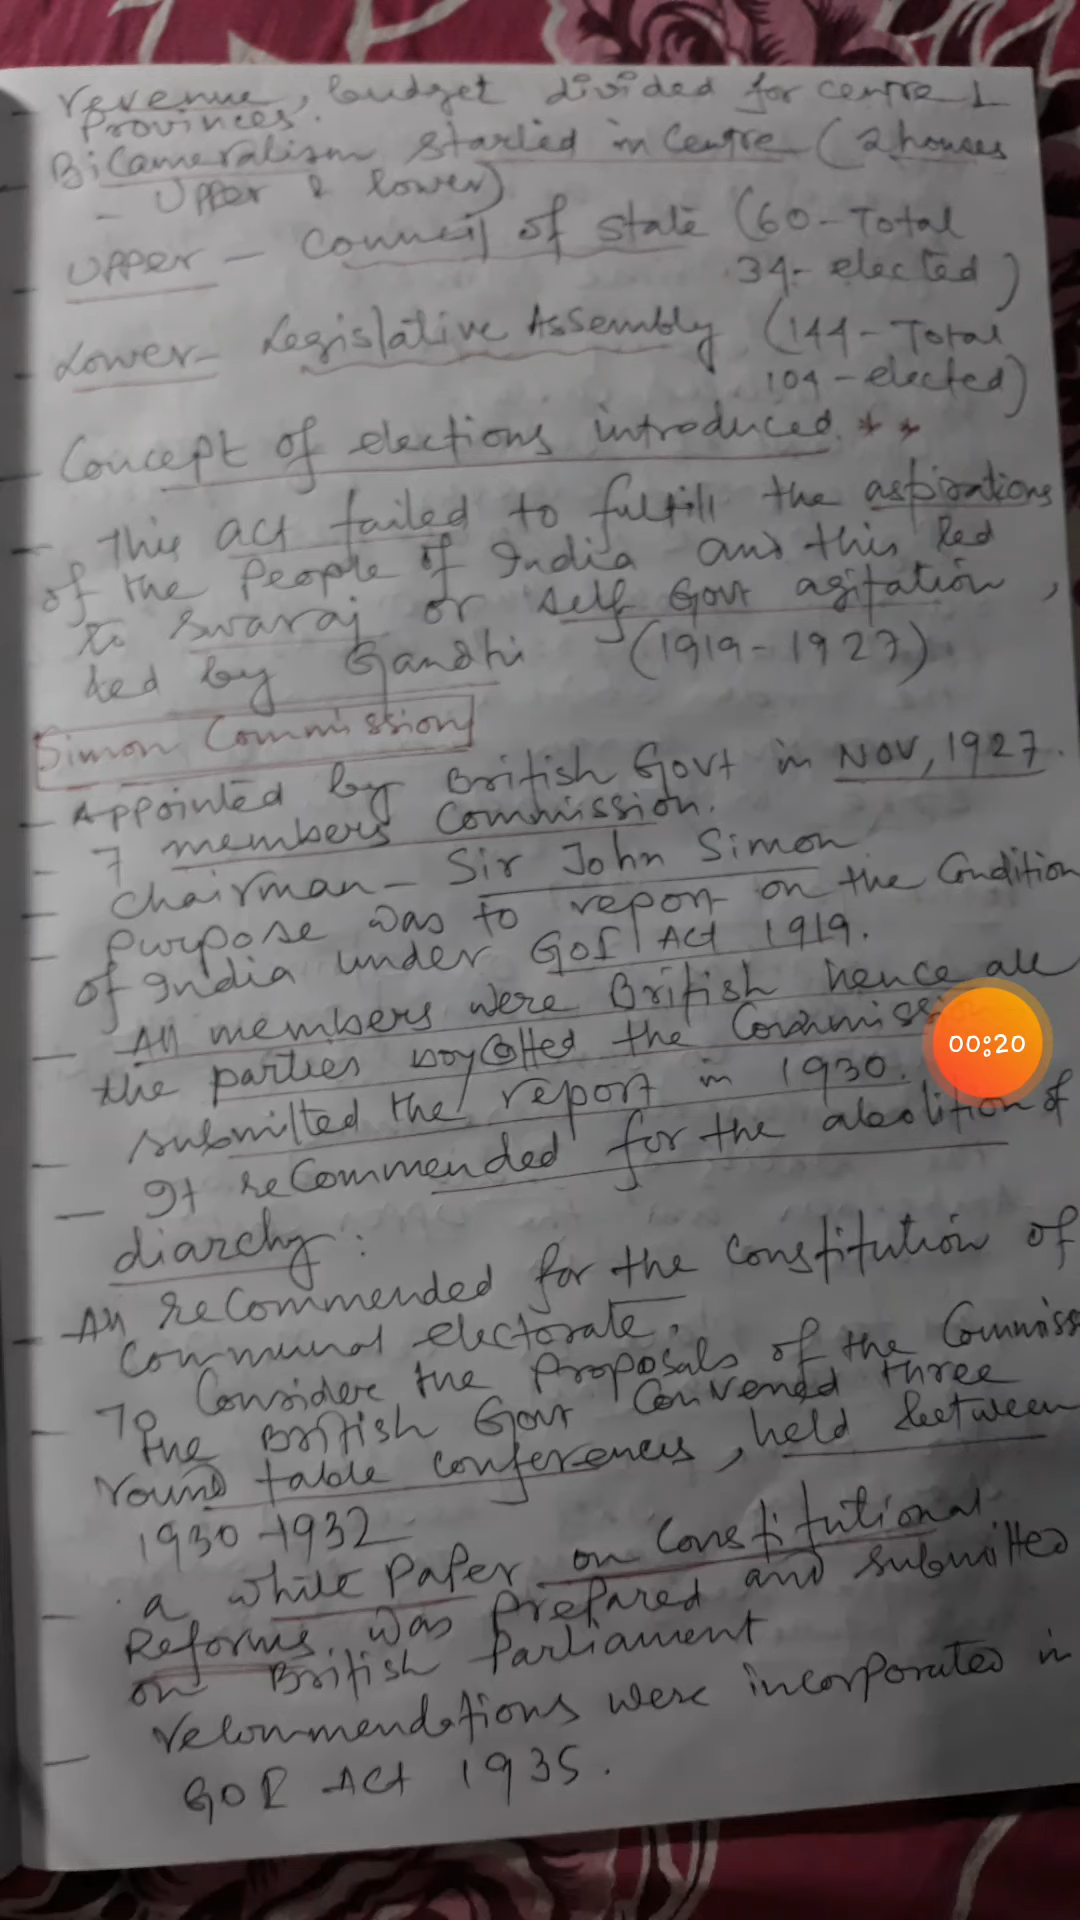 - revenue, budget divided for centre &
provinces.
- Bicameralism started in Centre (2 houses
- Upper & lower)
- Upper - Council of state (60 - Total
34 - elected)
- Lower - Legislative Assembly (144 - Total
104 - elected)
- Concept of elections introduced. **
- This act failed to fulfill the aspirations
of the People of India and this led
to swaraj or self Govt agitation,
led by Gandhi (1919 - 1927)
Simon Commission
- Appointed by British Govt in NOV, 1927.
- 7 members Commission.
- Chairman - Sir John Simon
- Purpose was to report on the Condition
of India under GOI Act 1919.
- All members were British hence all
the parties boycotted the Commission
- submitted the report in 1930.
00:20
- It recommended for the abolition of
diarchy.
- recommended for the constitution of
communal electorate.
- To Consider the Proposals of the Commiss
the British Govt Convened three
round table conferences, held between
1930 - 1932
- a white Paper on Constitutional
Reforms was prepared and submitted
on British Parliament
- recommendations were incorporated in
GOI Act 1935.